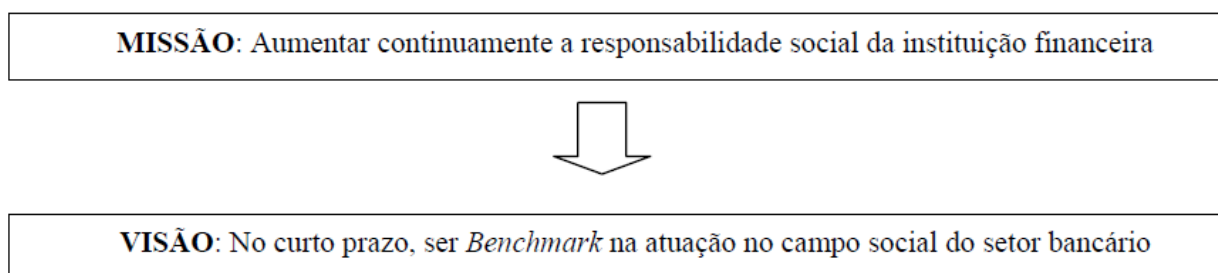 MISSÃO: Aumentar continuamente a responsabilidade social da instituição financeira
VISÃO: No curto prazo, ser Benchmark na atuação no campo social do setor bancário